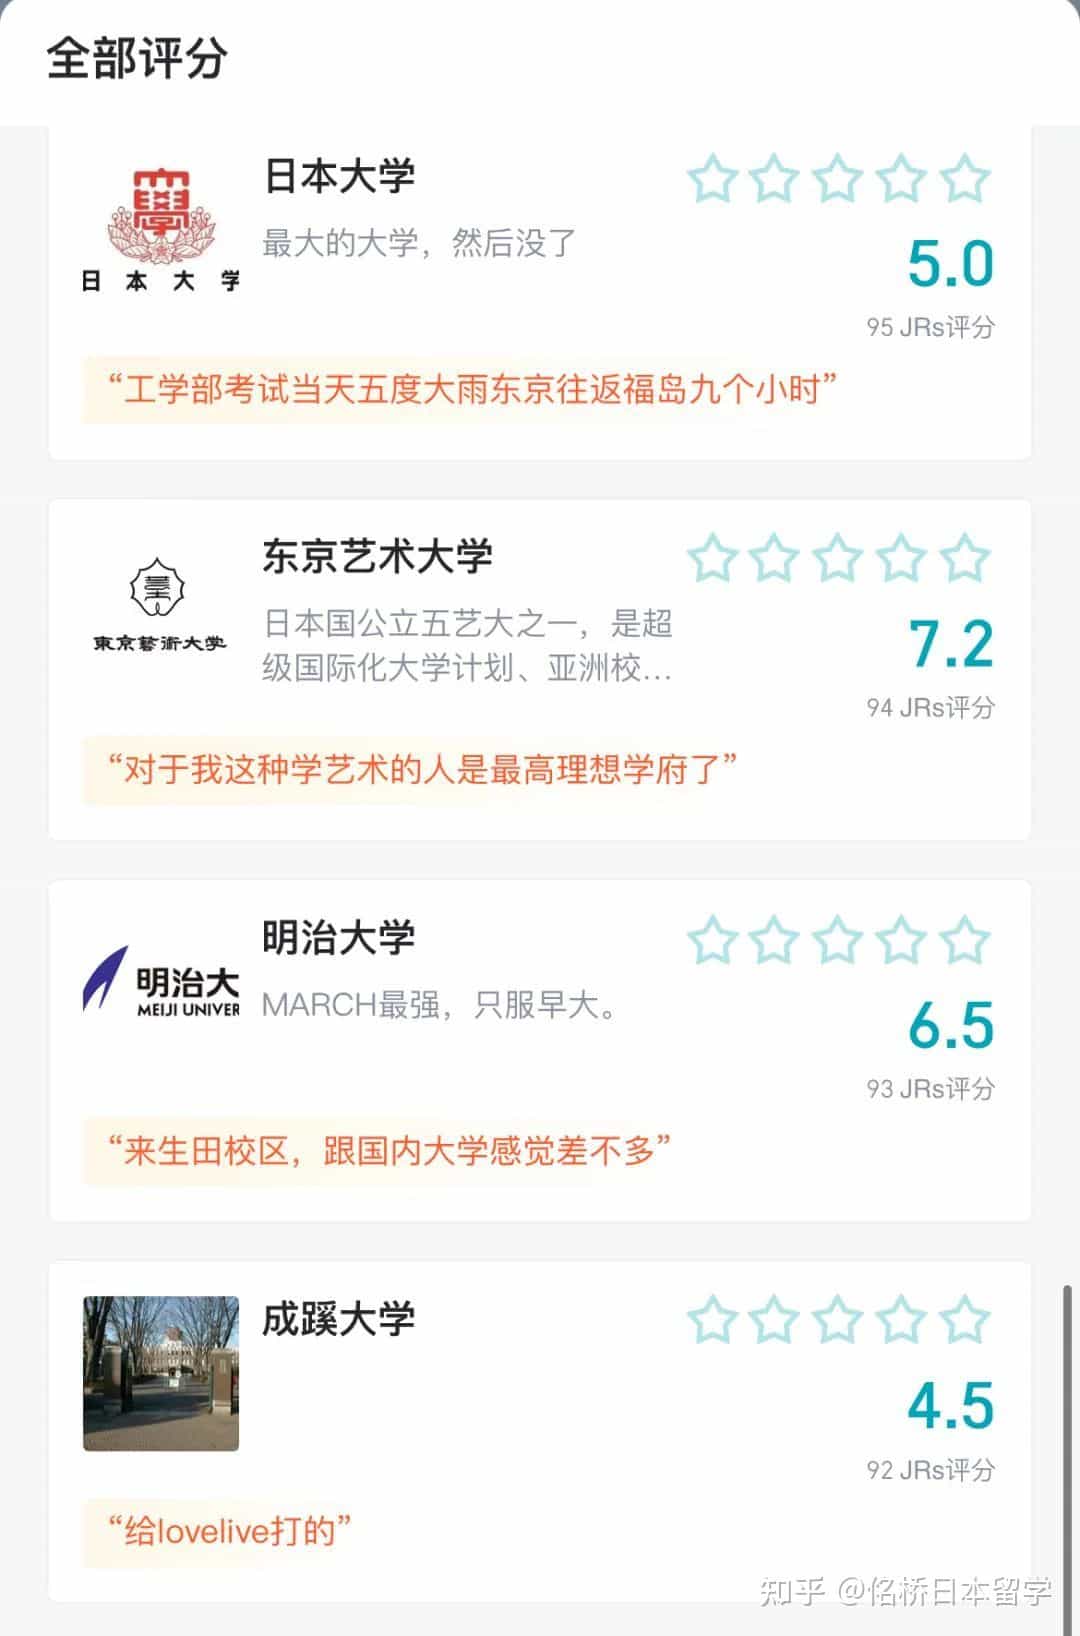 全部评分
日本大学
日本大学
最大的大学，然后没了
5.0
95 JRs评分
“工学部考试当天五度大雨东京往返福岛九个小时”
东京艺术大学
東京藝術大学
日本国公立五艺大之一，是超
级国际化大学计划、亚洲校...
7.2
94 JRs评分
“对于我这种学艺术的人是最高理想学府了”
明治大学
明治大
MEIJI UNIVER
MARCH最强，只服早大。
6.5
93 JRs评分
“来生田校区，跟国内大学感觉差不多”
成蹊大学
4.5
92 JRs评分
“给lovelive打的”
知乎 @佲桥日本留学